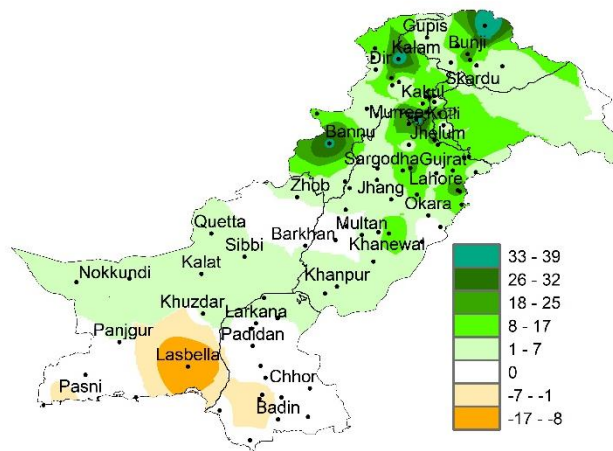 Gupis
Bunji
Dir
Kalam
Skardu
Kakul
Murree
Kotli
Bannu
Jhelum
Sargodha
Gujrat
Lahore
Zhob
Jhang
Okara
Quetta
Barkhan
Multan
Sibbi
Khanewal
Nokkundi
Kalat
Khanpur
Khuzdar
Larkana
Panjgur
Padidan
Lasbella
Pasni
Chhor
Badin
33 - 39
26 - 32
18 - 25
8 - 17
1 - 7
0
-7 - -1
-17 - -8